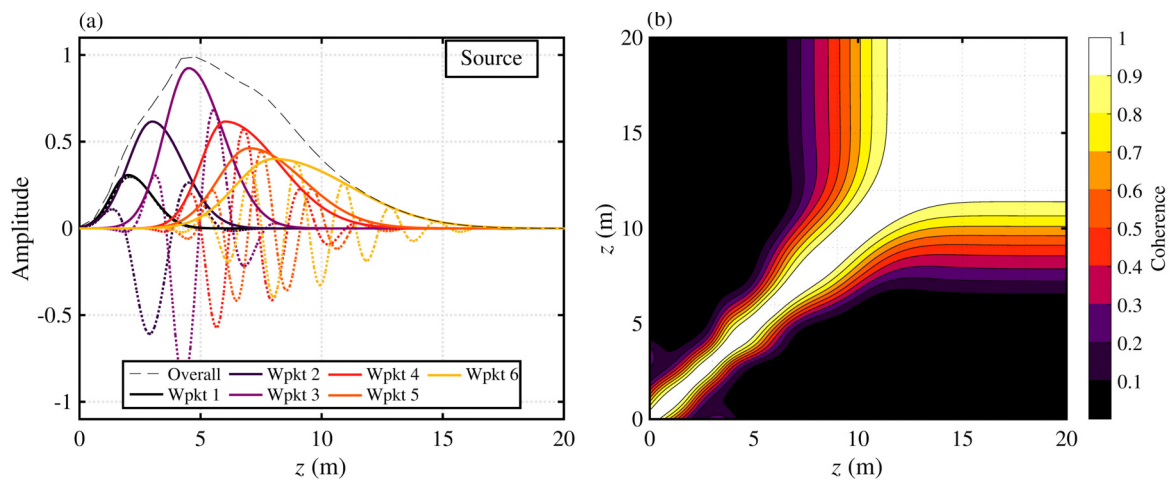 (a)
Source
1
0.5
0
-0.5
-1
Amplitude
Overall Wpkt 2 Wpkt 4 Wpkt 6
Wpkt 1 Wpkt 3 Wpkt 5
0 5 10 15 20
z (m)
(b)
20
15
10
5
0
z (m)
0 5 10 15 20
z (m)
1
0.9
0.8
0.7
0.6
0.5
0.4
0.3
0.2
0.1
Coherence